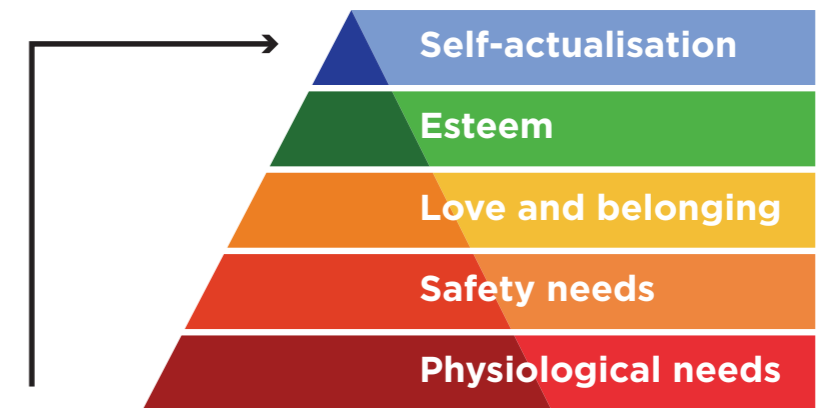 Self-actualisation
Esteem
Love and belonging
Safety needs
Physiological needs